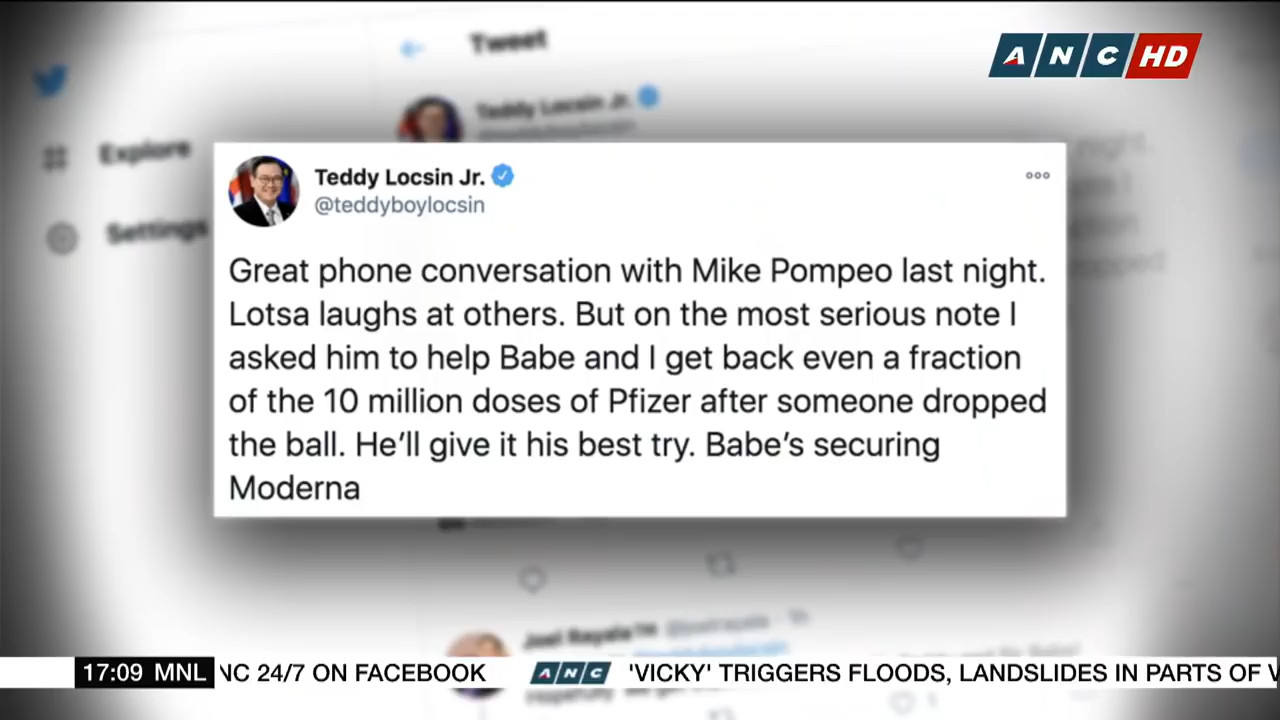 Tweet
ANC HD
Teddy Locsin Jr.
Explore
Teddy Locsin Jr.
@teddyboylocsin
Settings
Great phone conversation with Mike Pompeo last night.
Lotsa laughs at others. But on the most serious note I
asked him to help Babe and I get back even a fraction
of the 10 million doses of Pfizer after someone dropped
the ball. He’ll give it his best try. Babe’s securing
Moderna
17:09 MNL NC 24/7 ON FACEBOOK ANC 'VICKY' TRIGGERS FLOODS, LANDSLIDES IN PARTS OF V